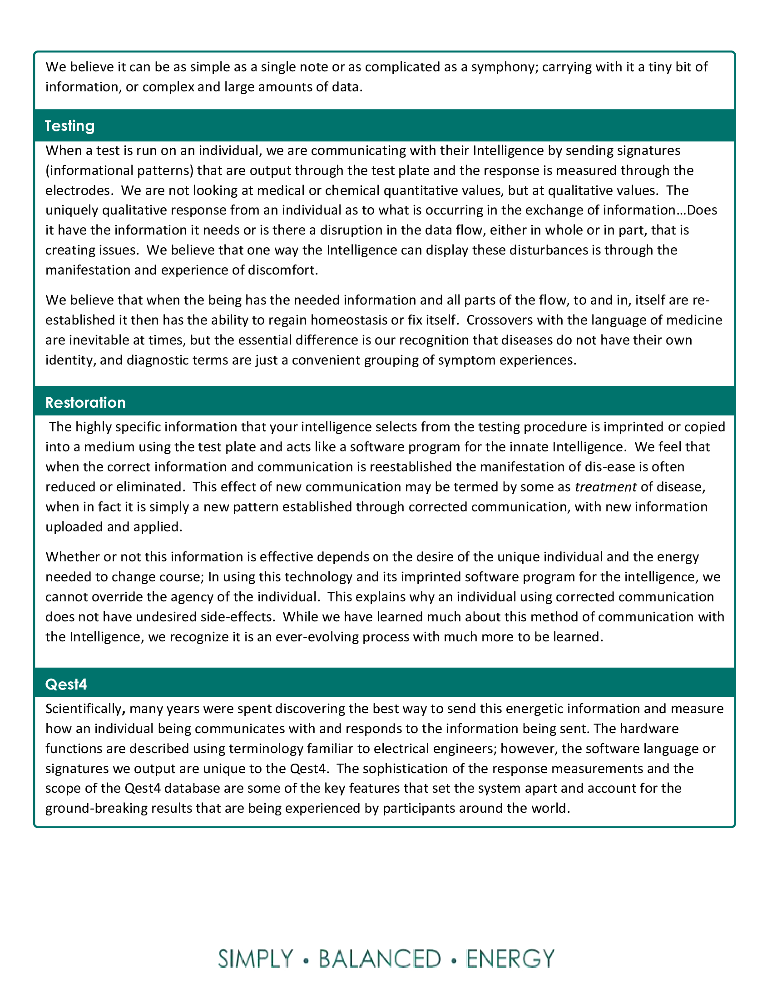 We believe it can be as simple as a single note or as complicated as a symphony; carrying with it a tiny bit of
information, or complex and large amounts of data.
Testing
When a test is run on an individual, we are communicating with their Intelligence by sending signatures
(informational patterns) that are output through the test plate and the response is measured through the
electrodes.  We are not looking at medical or chemical quantitative values, but at qualitative values.  The
uniquely qualitative response from an individual as to what is occurring in the exchange of information…Does
it have the information it needs or is there a disruption in the data flow, either in whole or in part, that is
creating issues.  We believe that one way the Intelligence can display these disturbances is through the
manifestation and experience of discomfort.
We believe that when the being has the needed information and all parts of the flow, to and in, itself are re-
established it then has the ability to regain homeostasis or fix itself.  Crossovers with the language of medicine
are inevitable at times, but the essential difference is our recognition that diseases do not have their own
identity, and diagnostic terms are just a convenient grouping of symptom experiences.
Restoration
The highly specific information that your intelligence selects from the testing procedure is imprinted or copied
into a medium using the test plate and acts like a software program for the innate Intelligence.  We feel that
when the correct information and communication is reestablished the manifestation of dis-ease is often
reduced or eliminated.  This effect of new communication may be termed by some as treatment of disease,
when in fact it is simply a new pattern established through corrected communication, with new information
uploaded and applied.
Whether or not this information is effective depends on the desire of the unique individual and the energy
needed to change course; In using this technology and its imprinted software program for the intelligence, we
cannot override the agency of the individual.  This explains why an individual using corrected communication
does not have undesired side-effects.  While we have learned much about this method of communication with
the Intelligence, we recognize it is an ever-evolving process with much more to be learned.
Qest4
Scientifically, many years were spent discovering the best way to send this energetic information and measure
how an individual being communicates with and responds to the information being sent. The hardware
functions are described using terminology familiar to electrical engineers; however, the software language or
signatures we output are unique to the Qest4.  The sophistication of the response measurements and the
scope of the Qest4 database are some of the key features that set the system apart and account for the
ground-breaking results that are being experienced by participants around the world.
SIMPLY • BALANCED • ENERGY